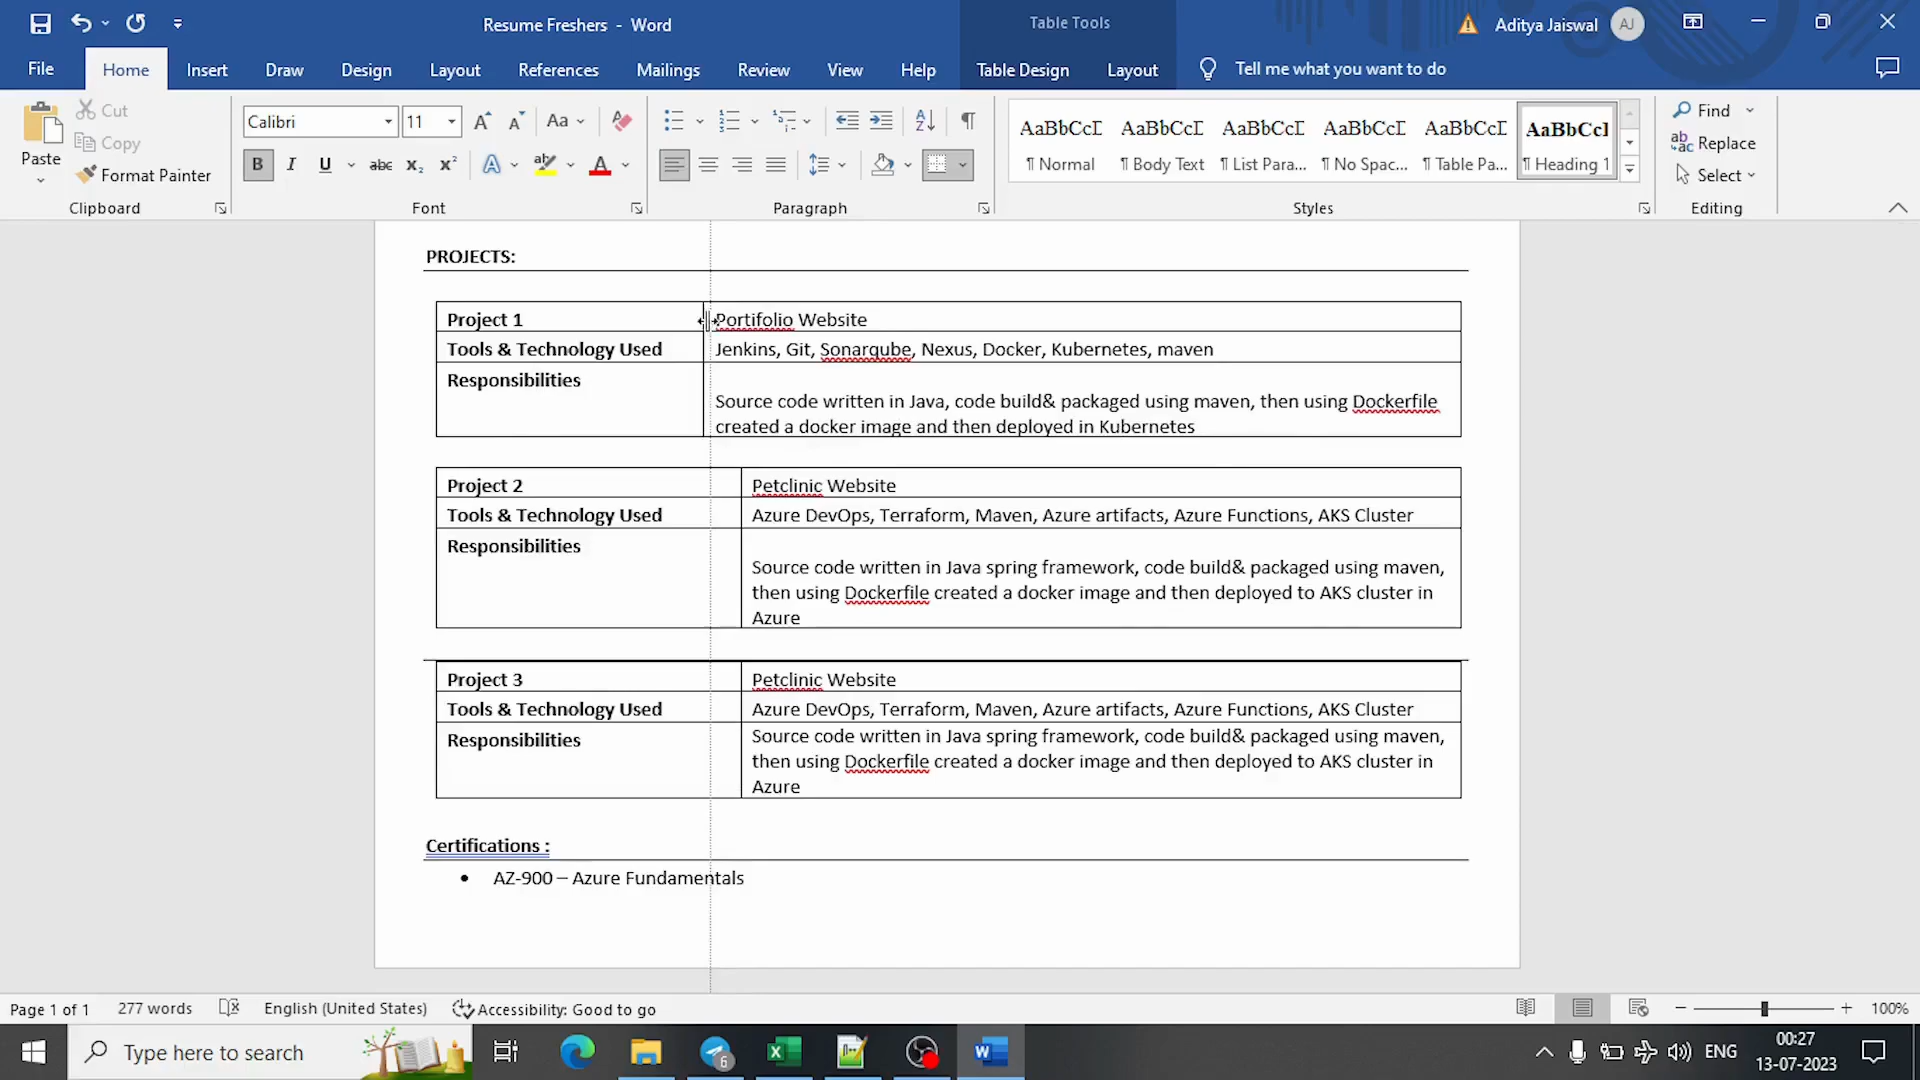 Resume Freshers - Word
Table Tools
Aditya Jaiswal
AJ
File
Home
Insert
Draw
Design
Layout
References
Mailings
Review
View
Help
Table Design
Layout
Tell me what you want to do
Paste
Cut
Copy
Format Painter
Clipboard
Calibri
11
Font
Paragraph
AaBbCcD
¶ Normal
AaBbCcD
¶ Body Text
AaBbCcD
¶ List Para...
AaBbCcD
¶ No Spac...
AaBbCcD
¶ Table Pa...
AaBbCcI
¶ Heading 1
Styles
Find
Replace
Select
Editing
PROJECTS:
Project 1
Portifolio Website
Tools & Technology Used
Jenkins, Git, Sonarqube, Nexus, Docker, Kubernetes, maven
Responsibilities
Source code written in Java, code build& packaged using maven, then using Dockerfile
created a docker image and then deployed in Kubernetes
Project 2
Petclinic Website
Tools & Technology Used
Azure DevOps, Terraform, Maven, Azure artifacts, Azure Functions, AKS Cluster
Responsibilities
Source code written in Java spring framework, code build& packaged using maven,
then using Dockerfile created a docker image and then deployed to AKS cluster in
Azure
Project 3
Petclinic Website
Tools & Technology Used
Azure DevOps, Terraform, Maven, Azure artifacts, Azure Functions, AKS Cluster
Responsibilities
Source code written in Java spring framework, code build& packaged using maven,
then using Dockerfile created a docker image and then deployed to AKS cluster in
Azure
Certifications :
• AZ-900 – Azure Fundamentals
Page 1 of 1
277 words
English (United States)
Accessibility: Good to go
100%
Type here to search
6
ENG
00:27
13-07-2023